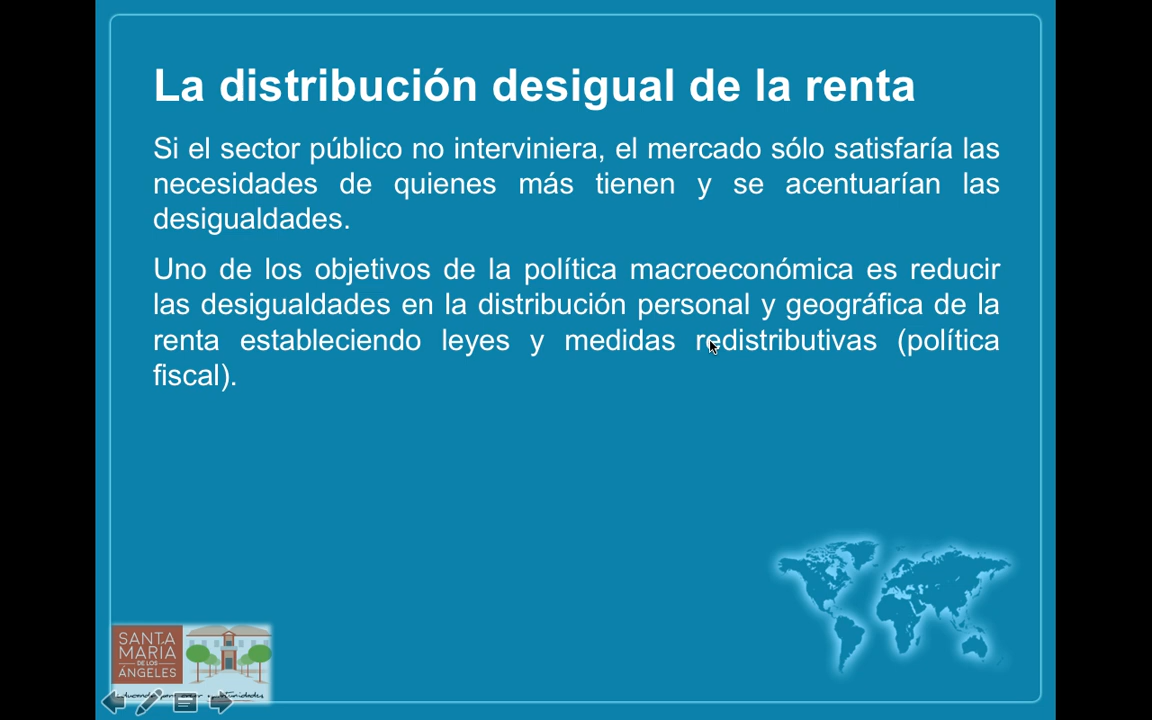 La distribución desigual de la renta
Si el sector público no interviniera, el mercado sólo satisfaría las
necesidades de quienes más tienen y se acentuarían las
desigualdades.
Uno de los objetivos de la política macroeconómica es reducir
las desigualdades en la distribución personal y geográfica de la
renta estableciendo leyes y medidas redistributivas (política
fiscal).
SANTA
MARIA
DE LOS
ÁNGELES